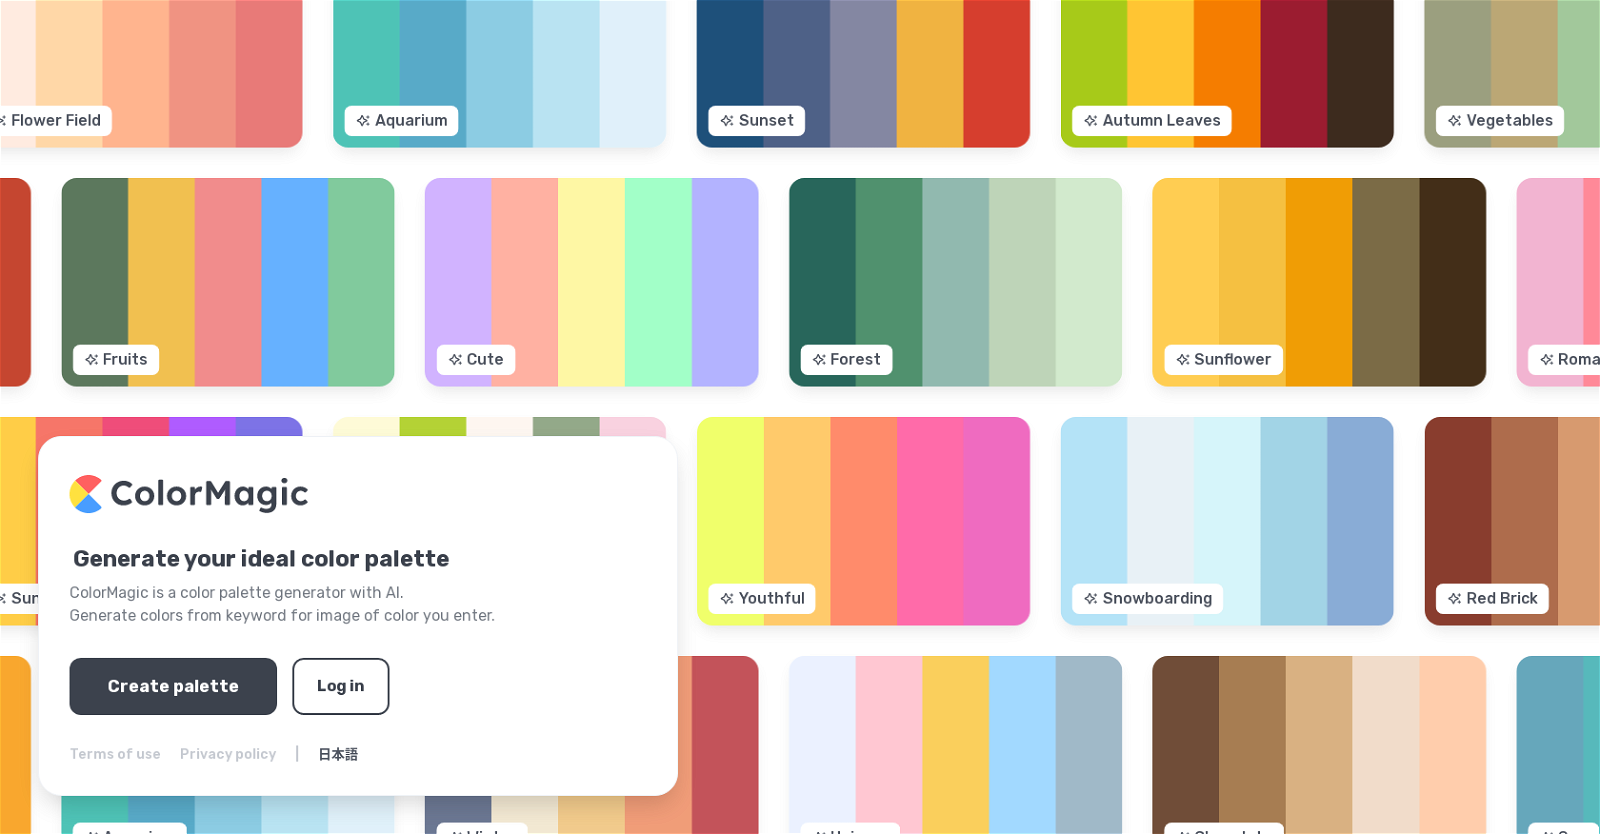 Flower Field
Aquarium
Sunset
Autumn Leaves
Vegetables
Fruits
Cute
Forest
Sunflower
Youthful
Snowboarding
Red Brick
ColorMagic
Generate your ideal color palette
ColorMagic is a color palette generator with AI.
Generate colors from keyword for image of color you enter.
Create palette
Log in
Terms of use
Privacy policy
|
日本語